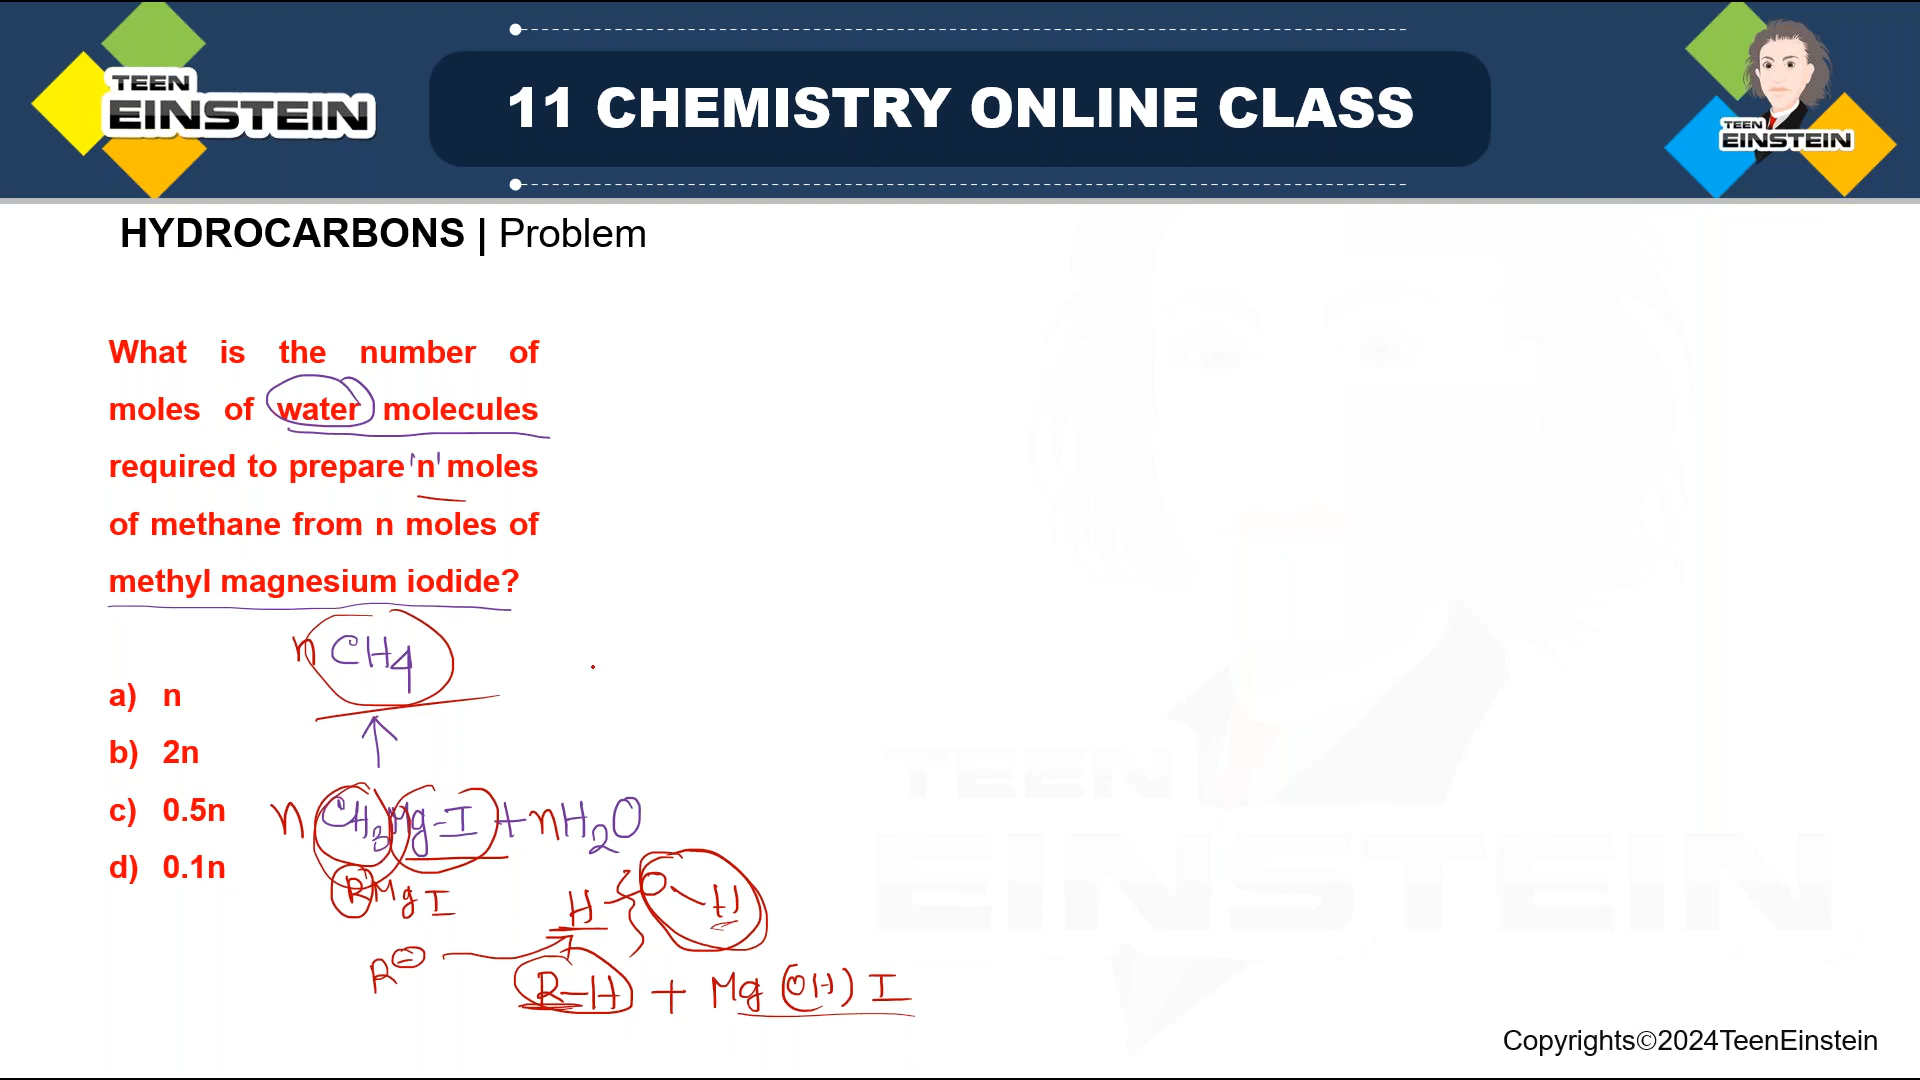 TEEN
EINSTEIN
11 CHEMISTRY ONLINE CLASS
TEEN
EINSTEIN
HYDROCARBONS | Problem
What is the number of
moles of water molecules
required to prepare 'n' moles
of methane from n moles of
methyl magnesium iodide?
n CH4
a) n
b) 2n
c) 0.5n
d) 0.1n
n CH3Mg-I + nH2O
RMgI
H O H
R⊖
R-H + Mg(OH)I
TEEN
EINSTEIN
Copyrights©2024TeenEinstein